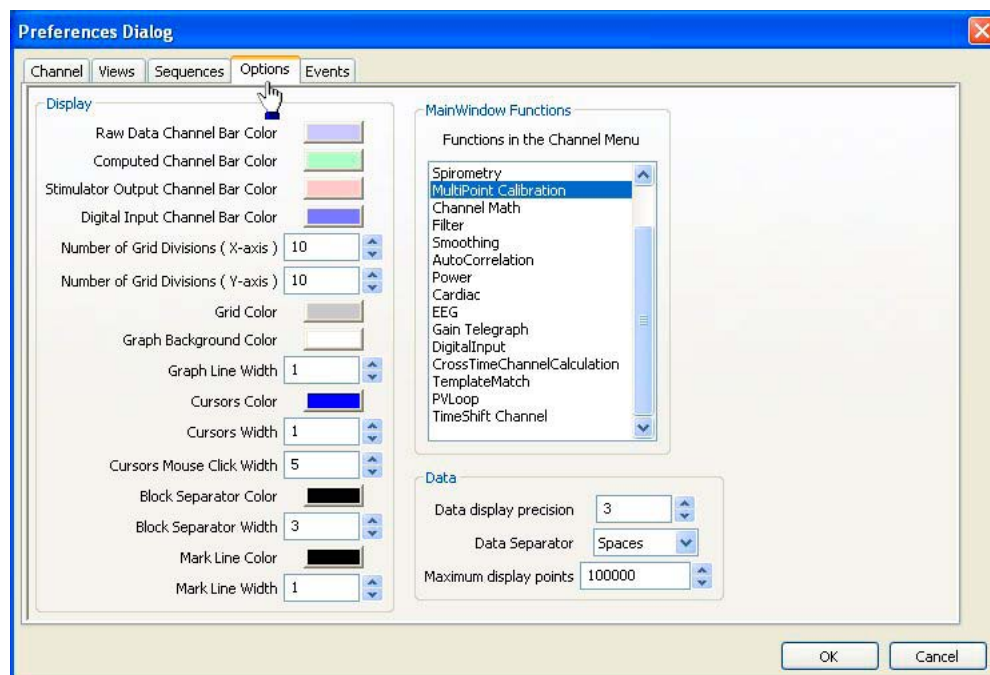 Preferences Dialog
Channel Views Sequences Options Events
Display
Raw Data Channel Bar Color
Computed Channel Bar Color
Stimulator Output Channel Bar Color
Digital Input Channel Bar Color
Number of Grid Divisions ( X-axis ) 10
Number of Grid Divisions ( Y-axis ) 10
Grid Color
Graph Background Color
Graph Line Width 1
Cursors Color
Cursors Width 1
Cursors Mouse Click Width 5
Block Separator Color
Block Separator Width 3
Mark Line Color
Mark Line Width 1
MainWindow Functions
Functions in the Channel Menu
Spirometry
MultiPoint Calibration
Channel Math
Filter
Smoothing
AutoCorrelation
Power
Cardiac
EEG
Gain Telegraph
DigitalInput
CrossTimeChannelCalculation
TemplateMatch
PVLoop
TimeShift Channel
Data
Data display precision 3
Data Separator Spaces
Maximum display points 100000
OK Cancel